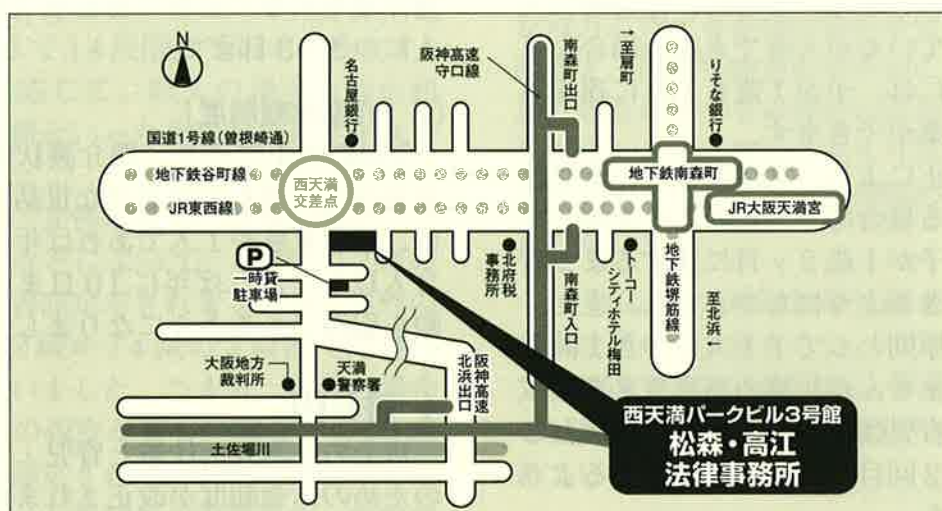 N
名古屋銀行
阪神高速
守口線
南森町出口
→至扇町
りそな銀行
国道1号線(曽根崎通)
地下鉄谷町線
JR東西線
西天満
交差点
地下鉄南森町
JR大阪天満宮
P
一時貸
駐車場
北府税
事務所
南森町入口
トーコー
シティホテル梅田
地下鉄堺筋線
至北浜←
大阪地方
裁判所
天満
警察署
阪神高速
北浜出口
土佐堀川
西天満パークビル3号館
松森・高江
法律事務所